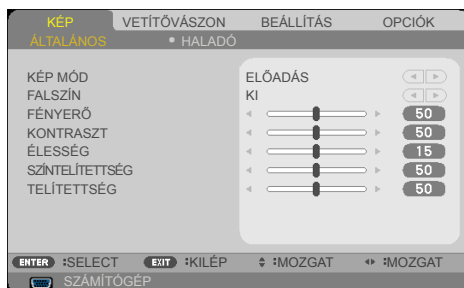 KÉP VETÍTŐVÁSZON BEÁLLÍTÁS OPCIÓK
ÁLTALÁNOS • HALADÓ
KÉP MÓD ELŐADÁS
FALSZÍN KI
FÉNYERŐ 50
KONTRASZT 50
ÉLESSÉG 15
SZÍNTELÍTETTSÉG 50
TELÍTETTSÉG 50
ENTER :SELECT EXIT :KILÉP :MOZGAT :MOZGAT
SZÁMÍTÓGÉP